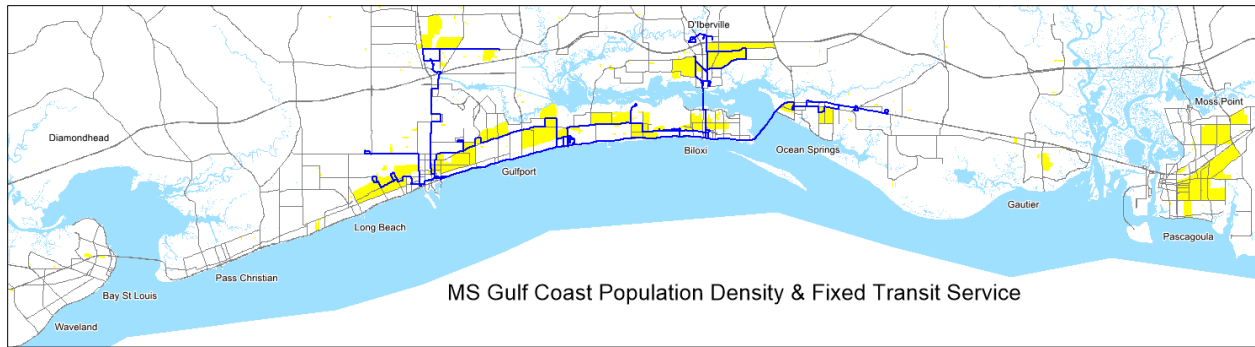 D'Iberville
Moss Point
Diamondhead
Biloxi
Ocean Springs
Gulfport
Gautier
Long Beach
Pascagoula
Pass Christian
Bay St Louis
Waveland
MS Gulf Coast Population Density & Fixed Transit Service